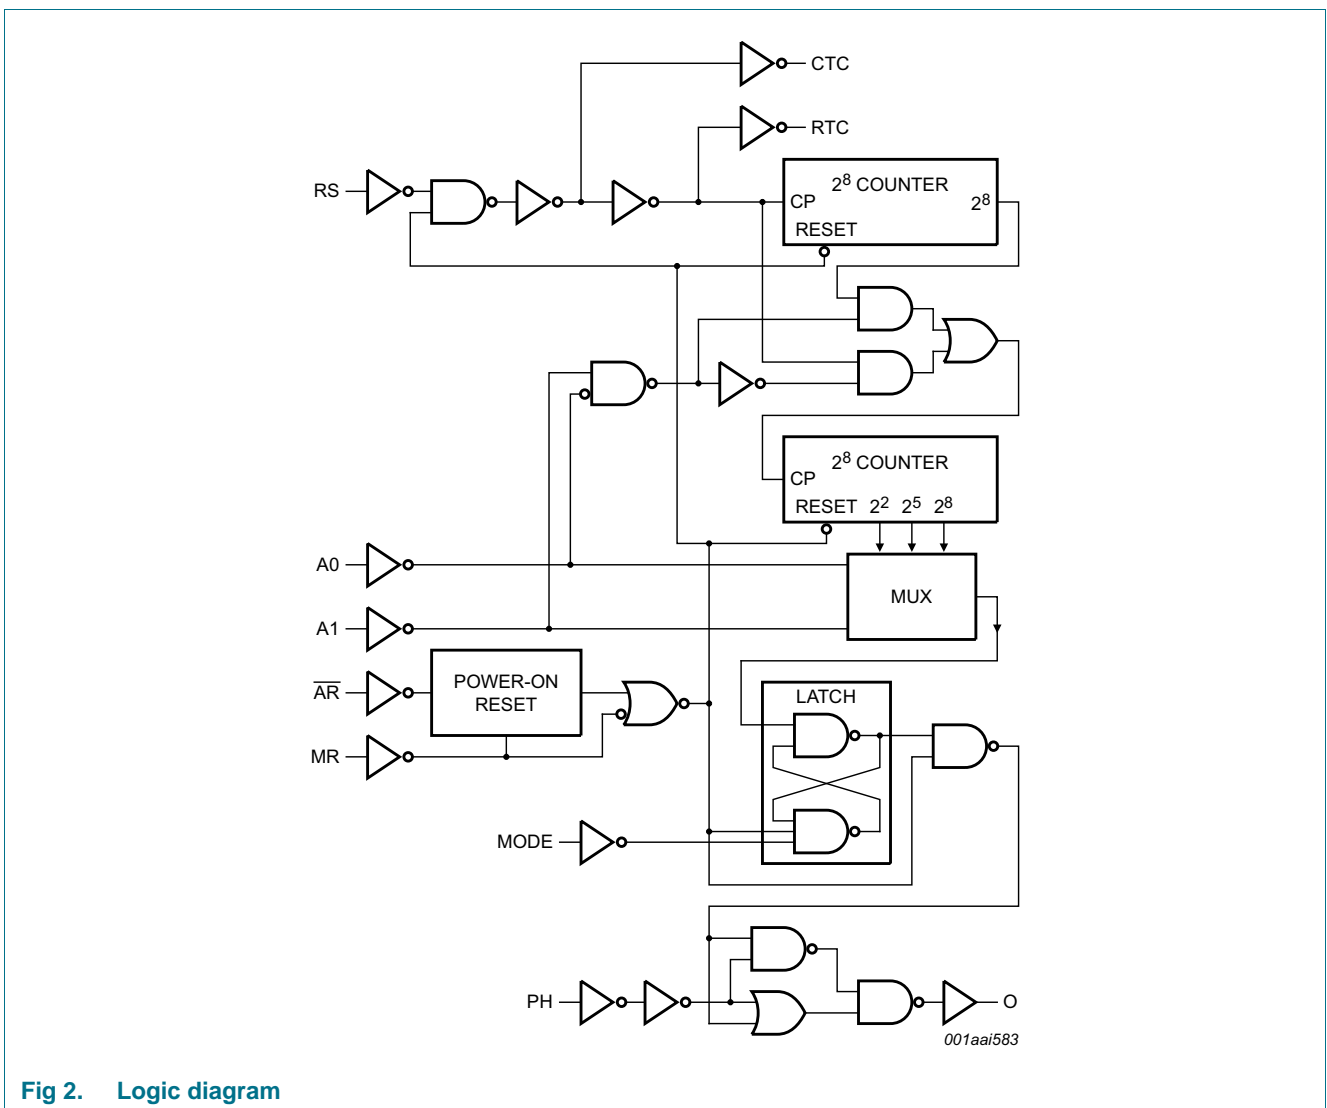 CTC
RTC
RS
2⁸ COUNTER
CP
2⁸
RESET
2⁸ COUNTER
CP
RESET 2² 2⁵ 2⁸
A0
MUX
A1
A̅R̅
POWER-ON
RESET
LATCH
MR
MODE
PH
O
001aai583
Fig 2. Logic diagram